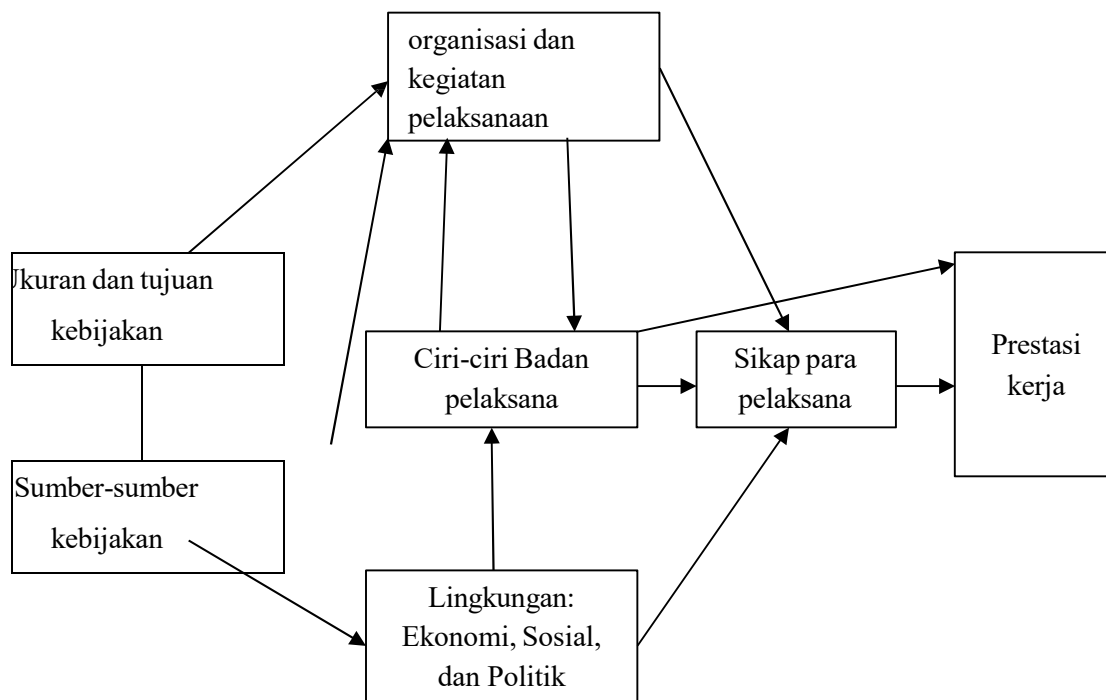 organisasi dan
kegiatan
pelaksanaan
Jkuran dan tujuan
kebijakan
Ciri-ciri Badan
pelaksana
Sikap para
pelaksana
Prestasi
kerja
Sumber-sumber
kebijakan
Lingkungan:
Ekonomi, Sosial,
dan Politik